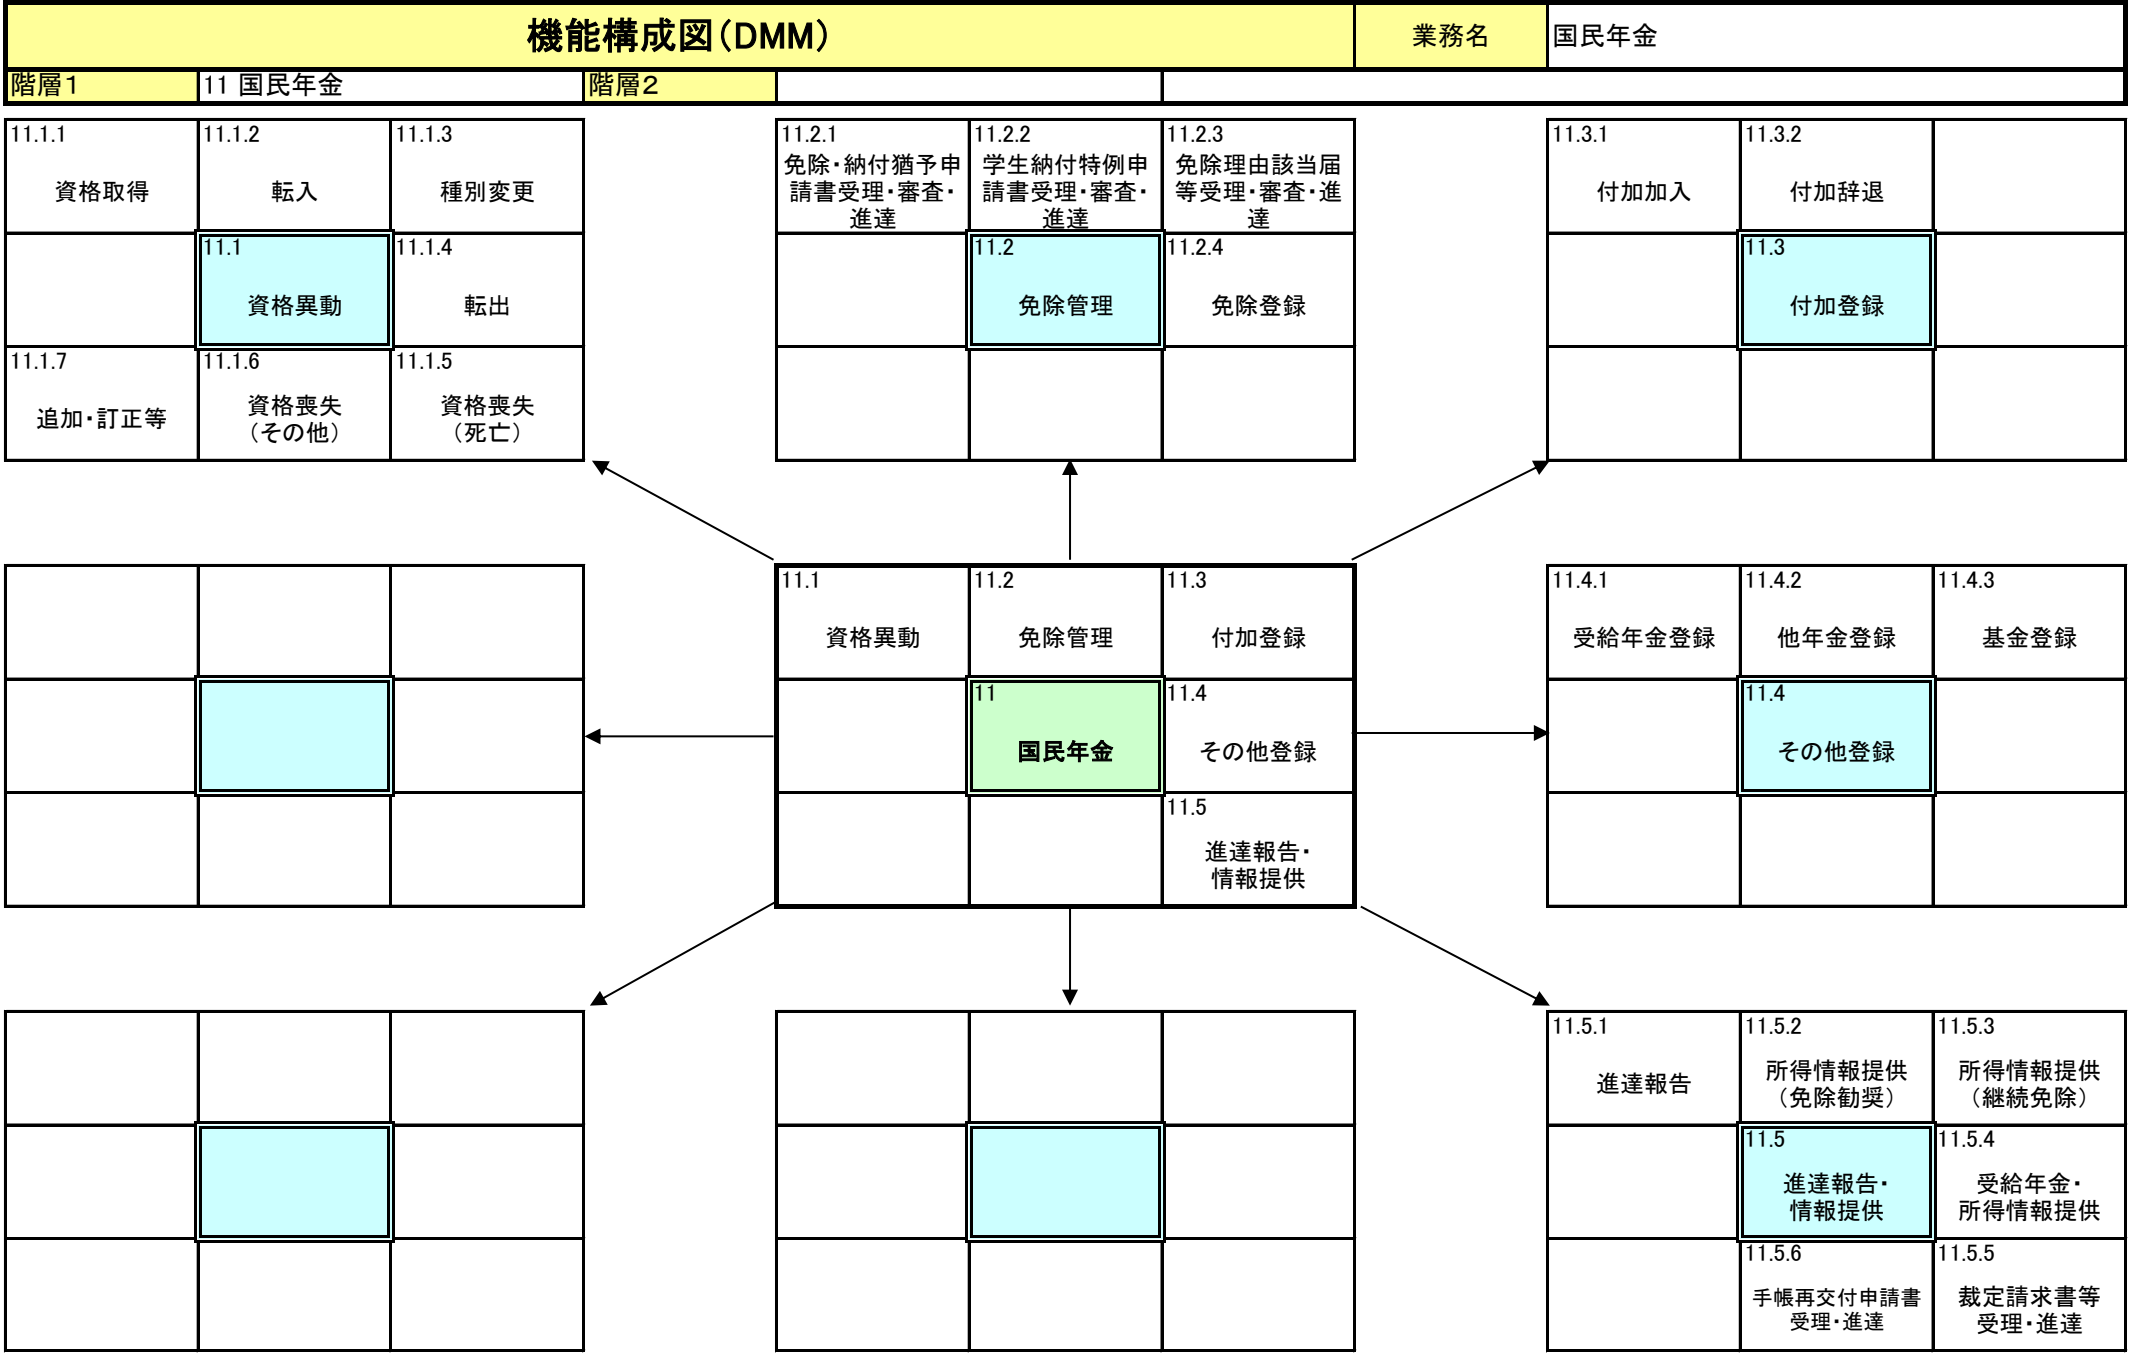 機能構成図（DMM）
業務名
国民年金
階層１
11 国民年金
階層２
11.1.1
資格取得
11.1.2
転入
11.1.3
種別変更
11.1
資格異動
11.1.4
転出
11.1.7
追加・訂正等
11.1.6
資格喪失
（その他）
11.1.5
資格喪失
（死亡）
11.2.1
免除・納付猶予申
請書受理・審査・
進達
11.2.2
学生納付特例申
請書受理・審査・
進達
11.2.3
免除理由該当届
等受理・審査・進
達
11.2
免除管理
11.2.4
免除登録
11.3.1
付加加入
11.3.2
付加辞退
11.3
付加登録
11.1
資格異動
11.2
免除管理
11.3
付加登録
11
国民年金
11.4
その他登録
11.5
進達報告・
情報提供
11.4.1
受給年金登録
11.4.2
他年金登録
11.4.3
基金登録
11.4
その他登録
11.5.1
進達報告
11.5.2
所得情報提供
（免除勧奨）
11.5.3
所得情報提供
（継続免除）
11.5
進達報告・
情報提供
11.5.4
受給年金・
所得情報提供
11.5.6
手帳再交付申請書
受理・進達
11.5.5
裁定請求書等
受理・進達